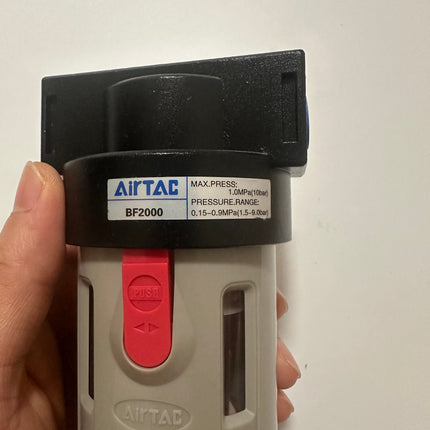 AirTAC
BF2000
MAX.PRESS:
1.0MPa(10bar)
PRESSURE.RANGE:
0.15-0.9MPa(1.5-9.0bar)
PUSH
AirTAC